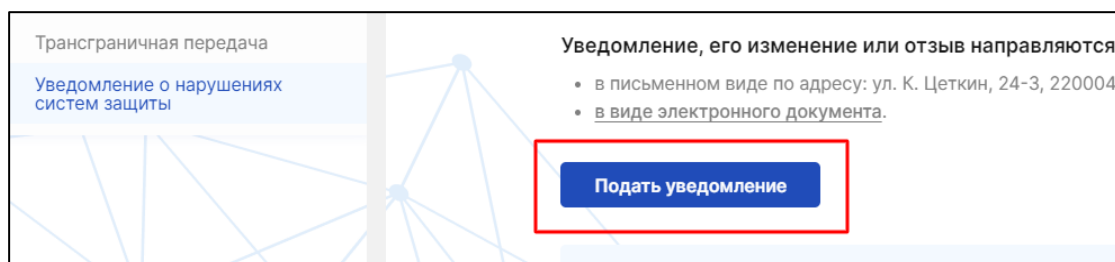 Трансграничная передача
Уведомление о нарушениях
систем защиты
Уведомление, его изменение или отзыв направляются
• в письменном виде по адресу: ул. К. Цеткин, 24-3, 220004
• в виде электронного документа.
Подать уведомление